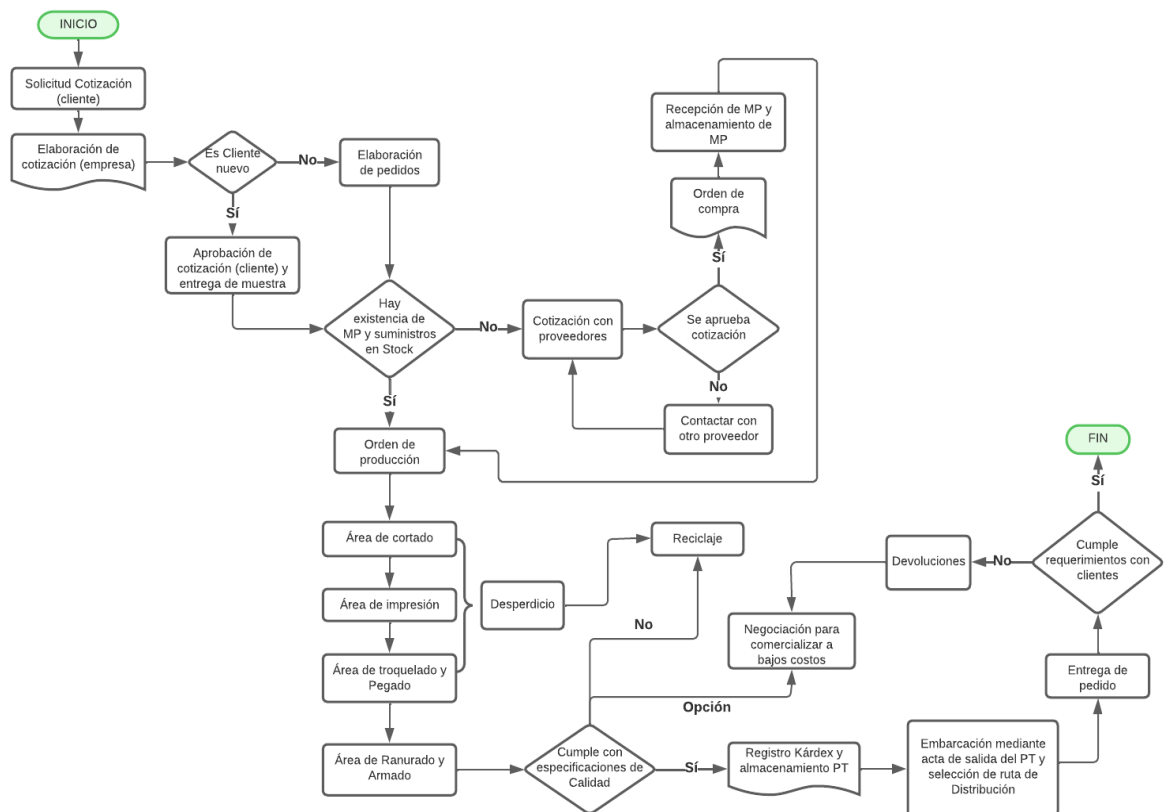 INICIO
Solicitud Cotización
(cliente)
Elaboración de
cotización (empresa)
Es Cliente
nuevo
No
Elaboración
de pedidos
Sí
Aprobación de
cotización (cliente) y
entrega de muestra
Hay
existencia de
MP y suministros
en Stock
No
Cotización con
proveedores
Se aprueba
cotización
Sí
Orden de
compra
Recepción de MP y
almacenamiento de
MP
No
Contactar con
otro proveedor
Sí
Orden de
producción
Área de cortado
Área de impresión
Área de troquelado y
Pegado
Desperdicio
Reciclaje
Área de Ranurado y
Armado
Cumple con
especificaciones de
Calidad
No
Opción
Negociación para
comercializar a
bajos costos
Sí
Registro Kárdex y
almacenamiento PT
Embarcación mediante
acta de salida del PT y
selección de ruta de
Distribución
Entrega de
pedido
Cumple
requerimientos con
clientes
No
Devoluciones
Sí
FIN